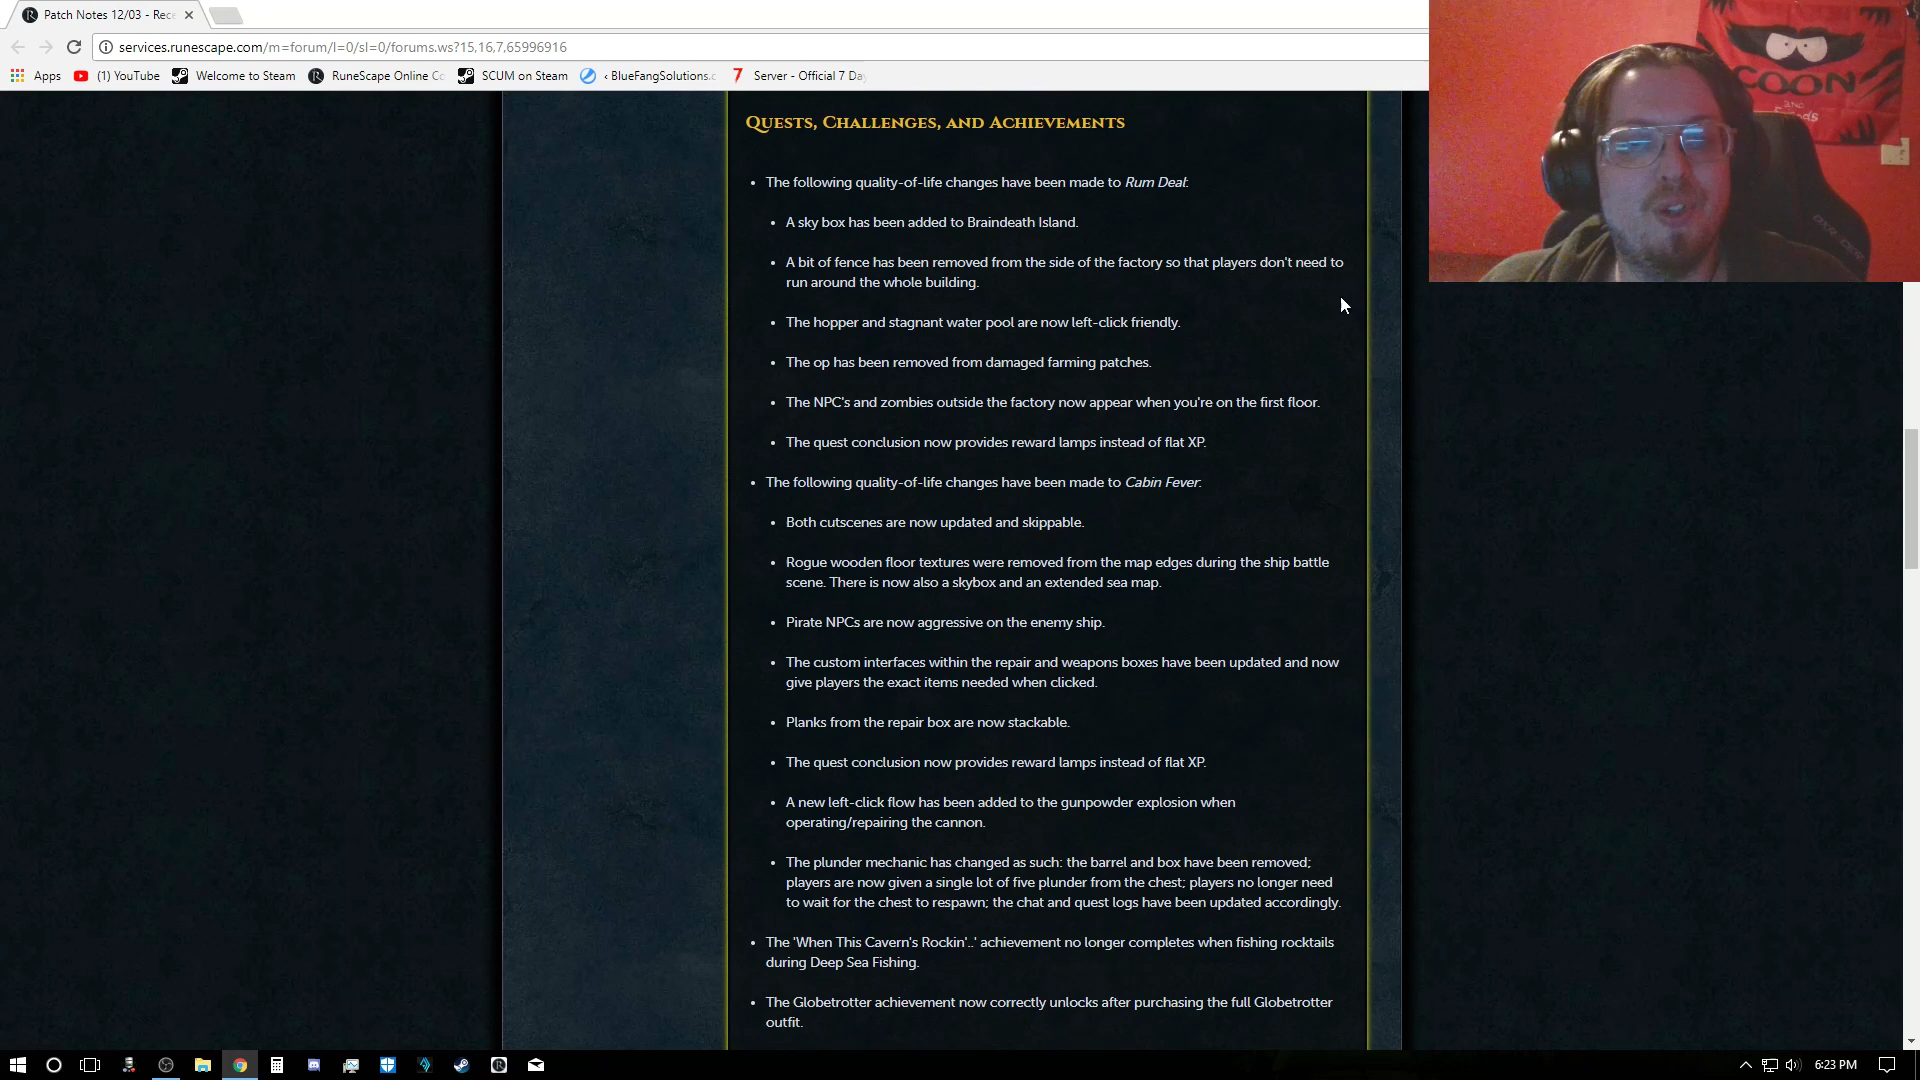 Patch Notes 12/03 - Rece
services.runescape.com/m=forum/l=0/sl=0/forums.ws?15,16,7,65996916
Apps (1) YouTube Welcome to Steam RuneScape Online Co SCUM on Steam ‹ BlueFangSolutions.c Server - Official 7 Day
COON
AND
Quests, Challenges, and Achievements
• The following quality-of-life changes have been made to Rum Deal:
• A sky box has been added to Braindeath Island.
• A bit of fence has been removed from the side of the factory so that players don't need to
run around the whole building.
• The hopper and stagnant water pool are now left-click friendly.
• The op has been removed from damaged farming patches.
• The NPC's and zombies outside the factory now appear when you're on the first floor.
• The quest conclusion now provides reward lamps instead of flat XP.
• The following quality-of-life changes have been made to Cabin Fever:
• Both cutscenes are now updated and skippable.
• Rogue wooden floor textures were removed from the map edges during the ship battle
scene. There is now also a skybox and an extended sea map.
• Pirate NPCs are now aggressive on the enemy ship.
• The custom interfaces within the repair and weapons boxes have been updated and now
give players the exact items needed when clicked.
• Planks from the repair box are now stackable.
• The quest conclusion now provides reward lamps instead of flat XP.
• A new left-click flow has been added to the gunpowder explosion when
operating/repairing the cannon.
• The plunder mechanic has changed as such: the barrel and box have been removed;
players are now given a single lot of five plunder from the chest; players no longer need
to wait for the chest to respawn; the chat and quest logs have been updated accordingly.
• The 'When This Cavern's Rockin'..' achievement no longer completes when fishing rocktails
during Deep Sea Fishing.
• The Globetrotter achievement now correctly unlocks after purchasing the full Globetrotter
outfit.
6:23 PM